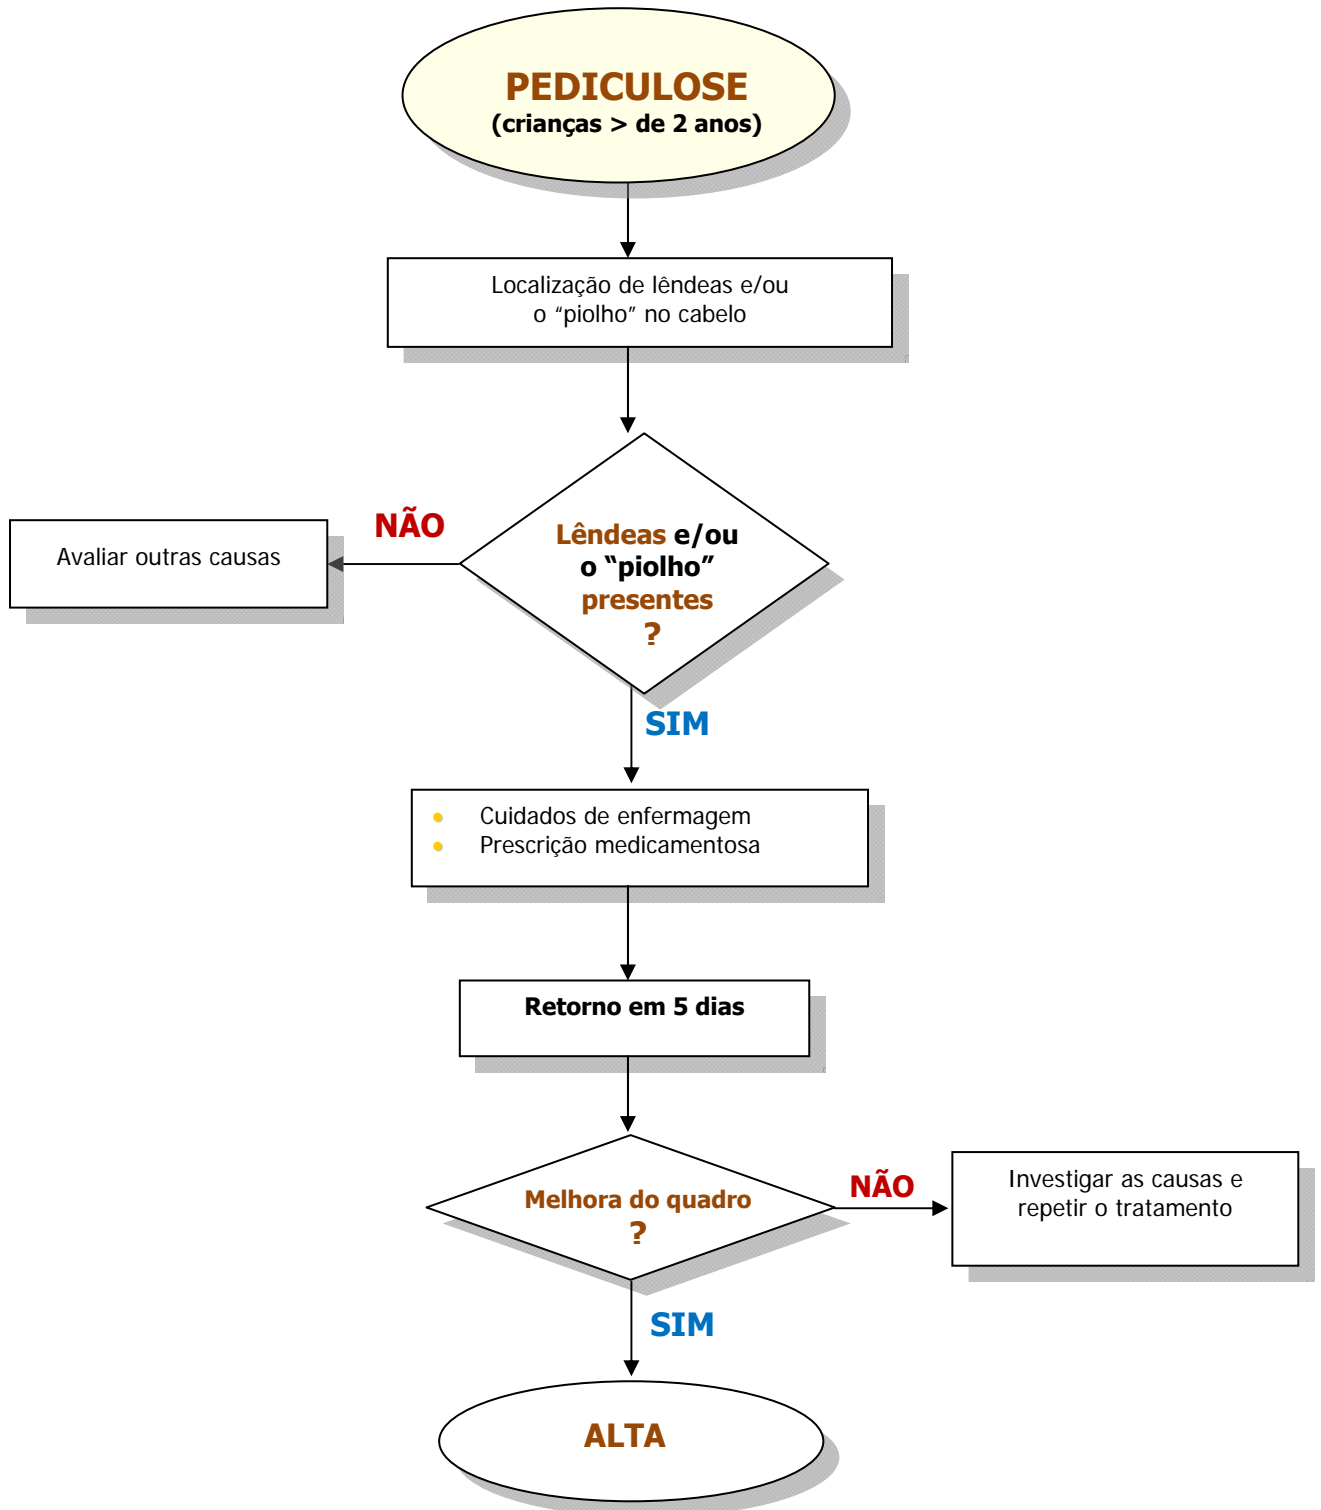 PEDICULOSE
(crianças > de 2 anos)
Localização de lêndeas e/ou
o “piolho” no cabelo
NÃO
Avaliar outras causas
Lêndeas e/ou
o “piolho”
presentes
?
SIM
• Cuidados de enfermagem
• Prescrição medicamentosa
Retorno em 5 dias
Melhora do quadro
?
NÃO
Investigar as causas e
repetir o tratamento
SIM
ALTA